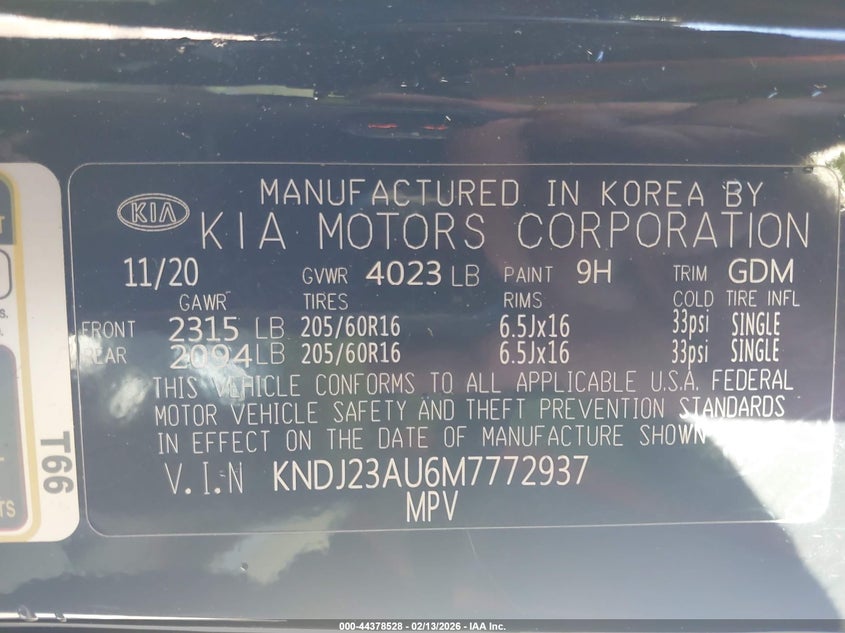 MANUFACTURED IN KOREA BY
KIA KIA MOTORS CORPORATION
11/20 GVWR 4023 LB PAINT 9H TRIM GDM
GAWR TIRES RIMS COLD TIRE INFL
FRONT 2315 LB 205/60R16 6.5Jx16 33psi SINGLE
REAR 2094 LB 205/60R16 6.5Jx16 33psi SINGLE
THIS VEHICLE CONFORMS TO ALL APPLICABLE U.S.A. FEDERAL
MOTOR VEHICLE SAFETY AND THEFT PREVENTION STANDARDS
IN EFFECT ON THE DATE OF MANUFACTURE SHOWN
V.I.N KNDJ23AU6M7772937
MPV
T66
000-44378528 - 02/13/2026 - IAA Inc.